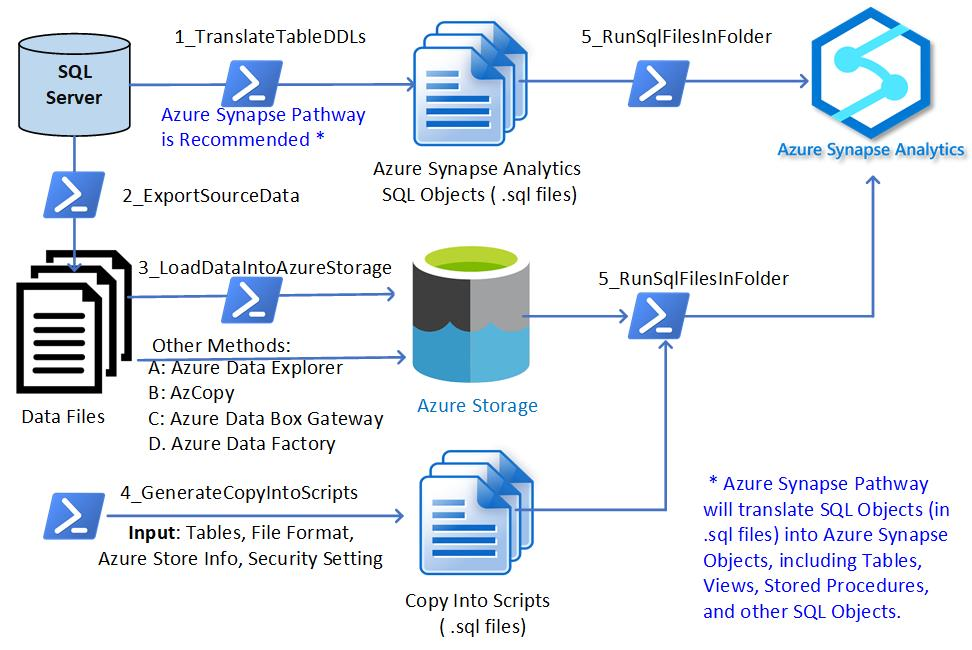 1_TranslateTableDDLs
5_RunSqlFilesInFolder
SQL
Server
Azure Synapse Pathway
is Recommended *
Azure Synapse Analytics
Azure Synapse Analytics
SQL Objects ( .sql files)
2_ExportSourceData
3_LoadDataIntoAzureStorage
5_RunSqlFilesInFolder
Other Methods:
A: Azure Data Explorer
B: AzCopy
C: Azure Data Box Gateway
D. Azure Data Factory
Data Files
Azure Storage
4_GenerateCopyIntoScripts
Input: Tables, File Format,
Azure Store Info, Security Setting
Copy Into Scripts
( .sql files)
* Azure Synapse Pathway
will translate SQL Objects (in
.sql files) into Azure Synapse
Objects, including Tables,
Views, Stored Procedures,
and other SQL Objects.